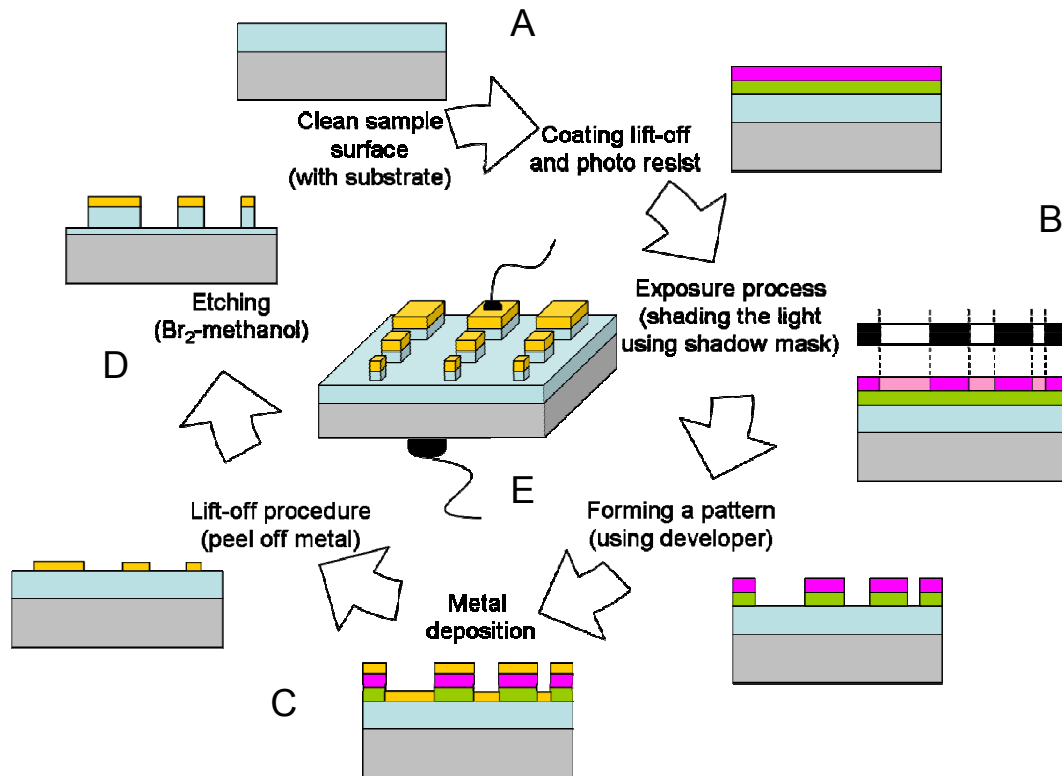 A
Clean sample
surface
(with substrate)
Coating lift-off
and photo resist
B
Exposure process
(shading the light
using shadow mask)
Forming a pattern
(using developer)
Metal
deposition
C
Lift-off procedure
(peel off metal)
D
Etching
(Br₂-methanol)
E